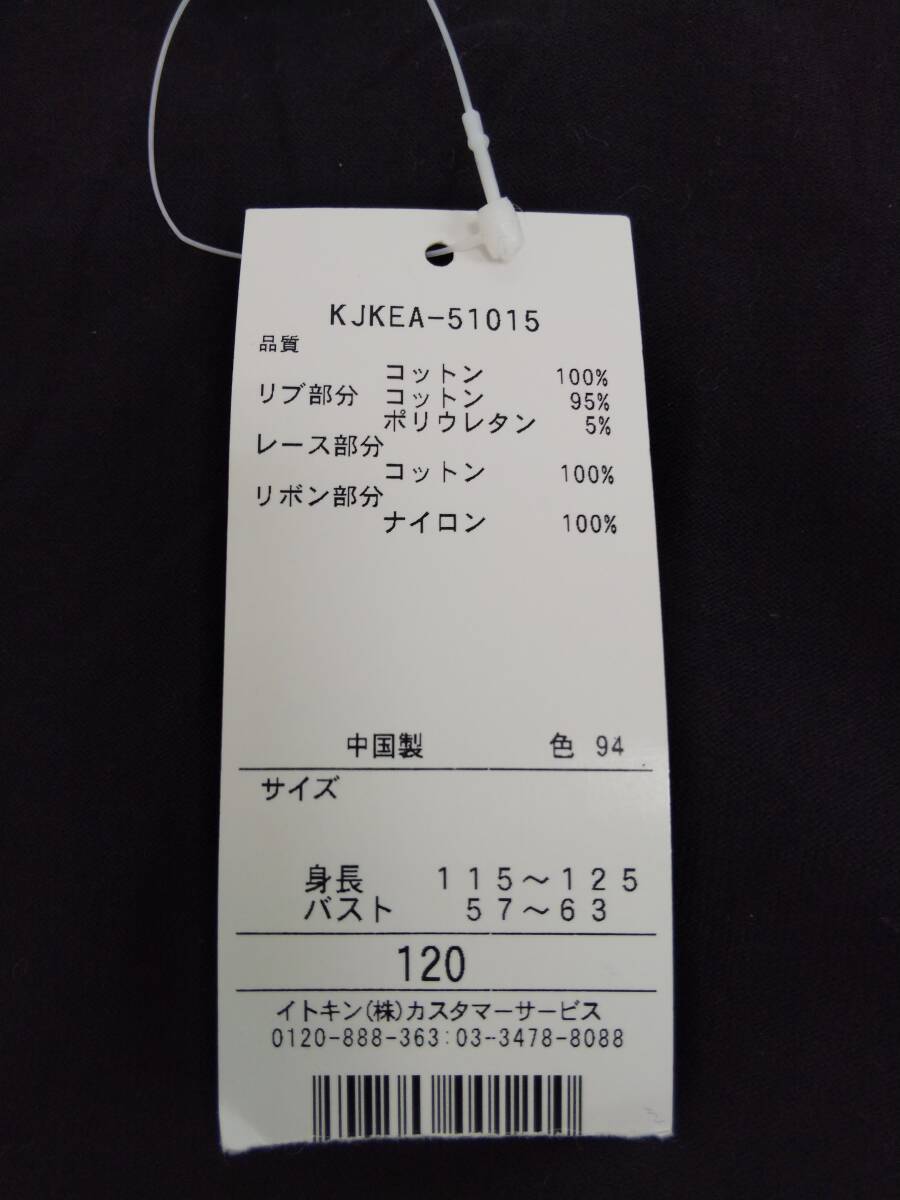 KJKEA-51015
品質
コットン 100%
リブ部分 コットン 95%
ポリウレタン 5%
レース部分
コットン 100%
リボン部分
ナイロン 100%
中国製 色 94
サイズ
身長 115~125
バスト 57~63
120
イトキン(株)カスタマーサービス
0120-888-363:03-3478-8088